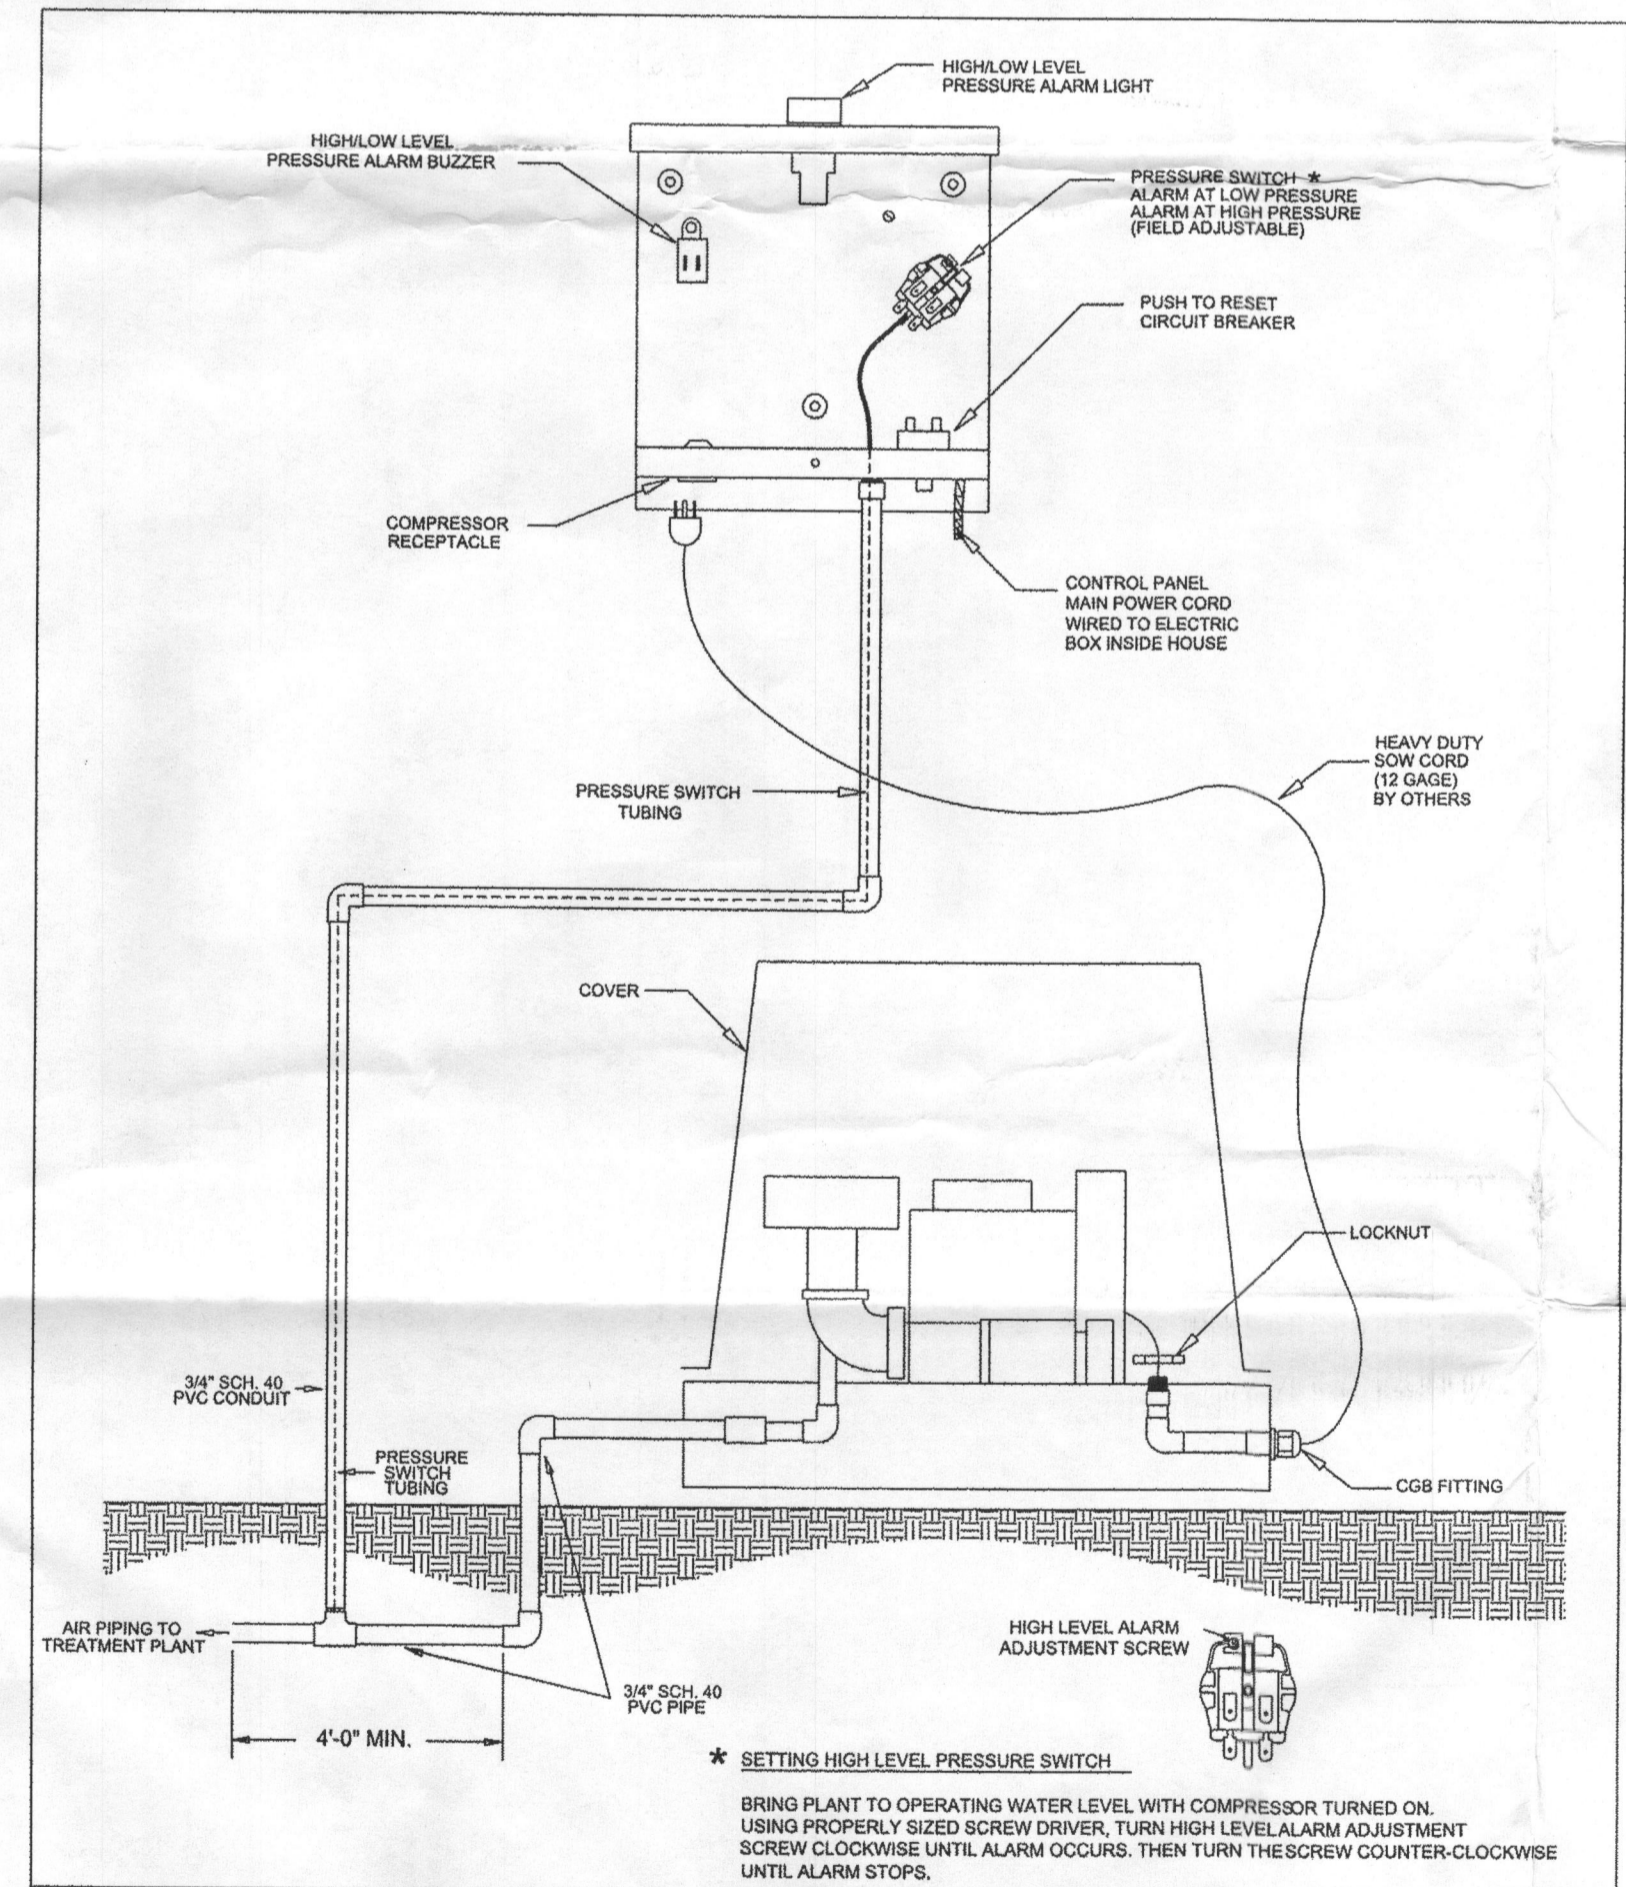 HIGH/LOW LEVEL
PRESSURE ALARM LIGHT
HIGH/LOW LEVEL
PRESSURE ALARM BUZZER
PRESSURE SWITCH *
ALARM AT LOW PRESSURE
ALARM AT HIGH PRESSURE
(FIELD ADJUSTABLE)
PUSH TO RESET
CIRCUIT BREAKER
COMPRESSOR
RECEPTACLE
CONTROL PANEL
MAIN POWER CORD
WIRED TO ELECTRIC
BOX INSIDE HOUSE
HEAVY DUTY
SOW CORD
(12 GAGE)
BY OTHERS
PRESSURE SWITCH
TUBING
COVER
LOCKNUT
3/4" SCH. 40
PVC CONDUIT
PRESSURE
SWITCH
TUBING
CGB FITTING
AIR PIPING TO
TREATMENT PLANT
HIGH LEVEL ALARM
ADJUSTMENT SCREW
3/4" SCH. 40
PVC PIPE
4'-0" MIN.
* SETTING HIGH LEVEL PRESSURE SWITCH
BRING PLANT TO OPERATING WATER LEVEL WITH COMPRESSOR TURNED ON.
USING PROPERLY SIZED SCREW DRIVER, TURN HIGH LEVEL ALARM ADJUSTMENT
SCREW CLOCKWISE UNTIL ALARM OCCURS. THEN TURN THE SCREW COUNTER-CLOCKWISE
UNTIL ALARM STOPS.